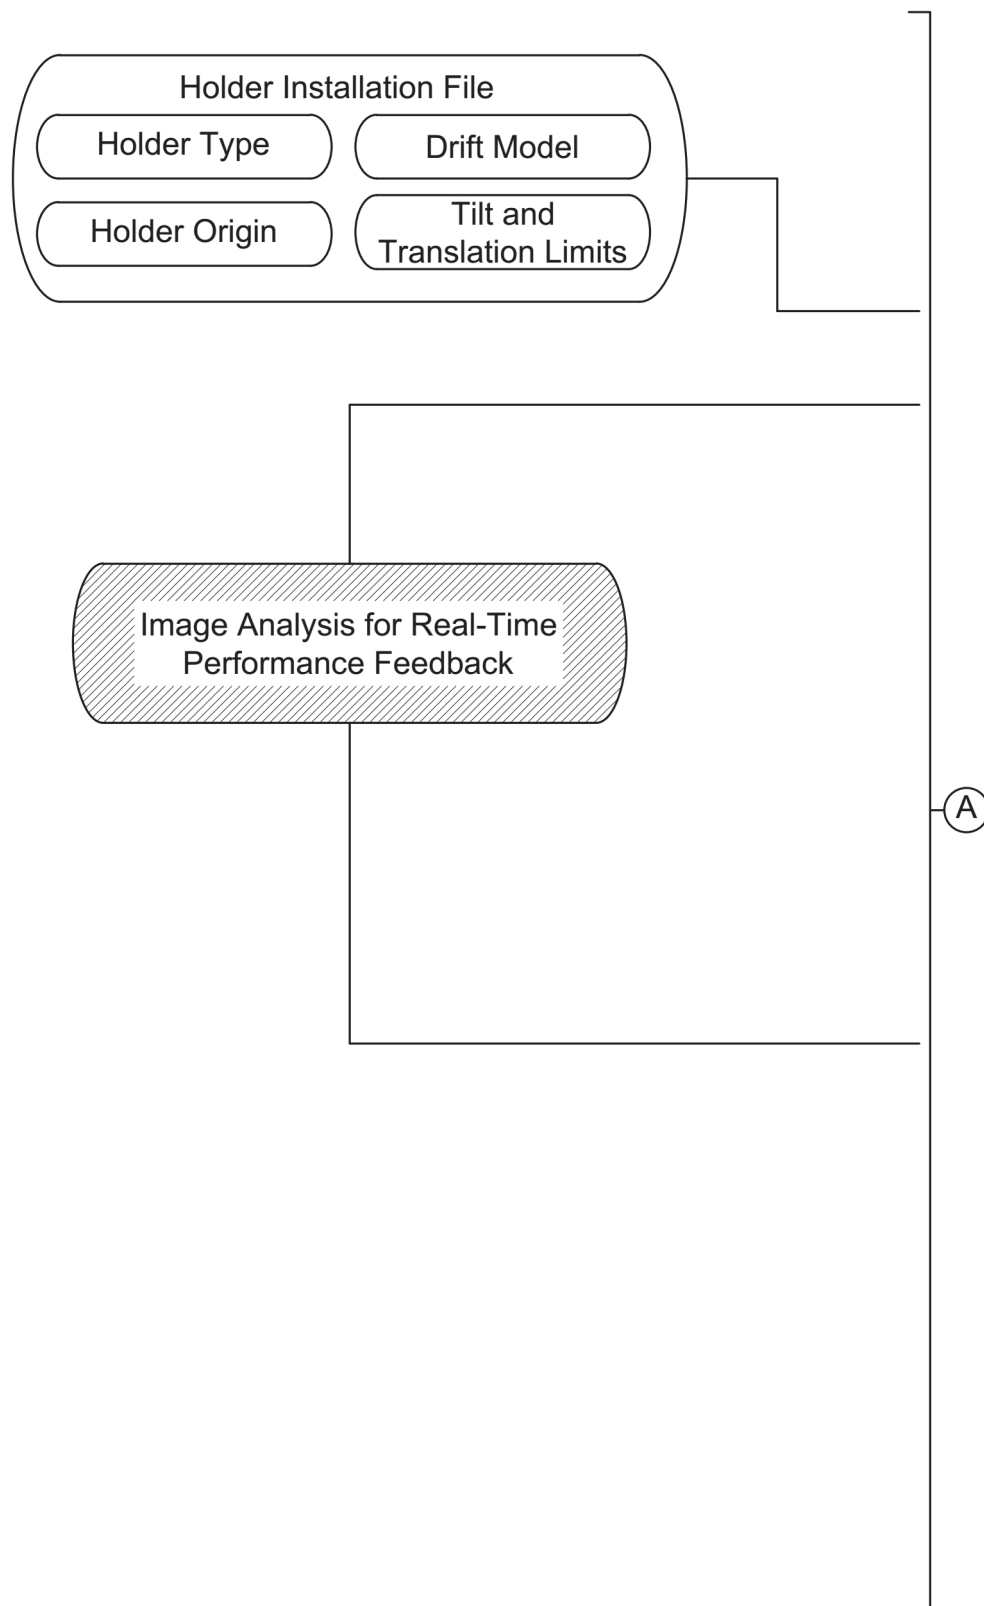 Holder Installation File
Holder Type
Drift Model
Holder Origin
Tilt and
Translation Limits
Image Analysis for Real-Time
Performance Feedback
A